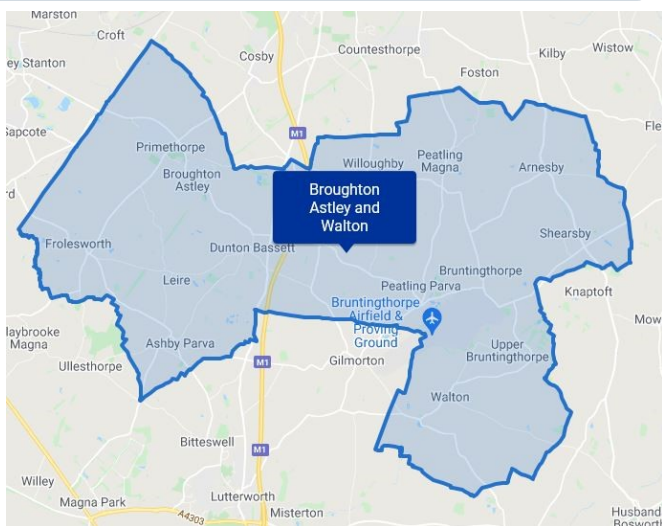 Marston
Croft
Cosby
Countesthorpe
Kilby
Wistow
ey Stanton
Foston
Sapcote
M1
Fle
Primethorpe
Willoughby
Peatling
Magna
Arnesby
Broughton
Astley
Broughton
Astley and
Walton
rd
Frolesworth
Dunton Bassett
Shearsby
Leire
Bruntingthorpe
Peatling Parva
Knaptoft
Bruntingthorpe
Airfield &
Proving
Ground
Mow
laybrooke
Magna
Ashby Parva
Upper
Bruntingthorpe
Ullesthorpe
M1
Gilmorton
Walton
Bitteswell
M1
Willey
Magna Park
Lutterworth
A4303
Misterton
Husband
Bosworth